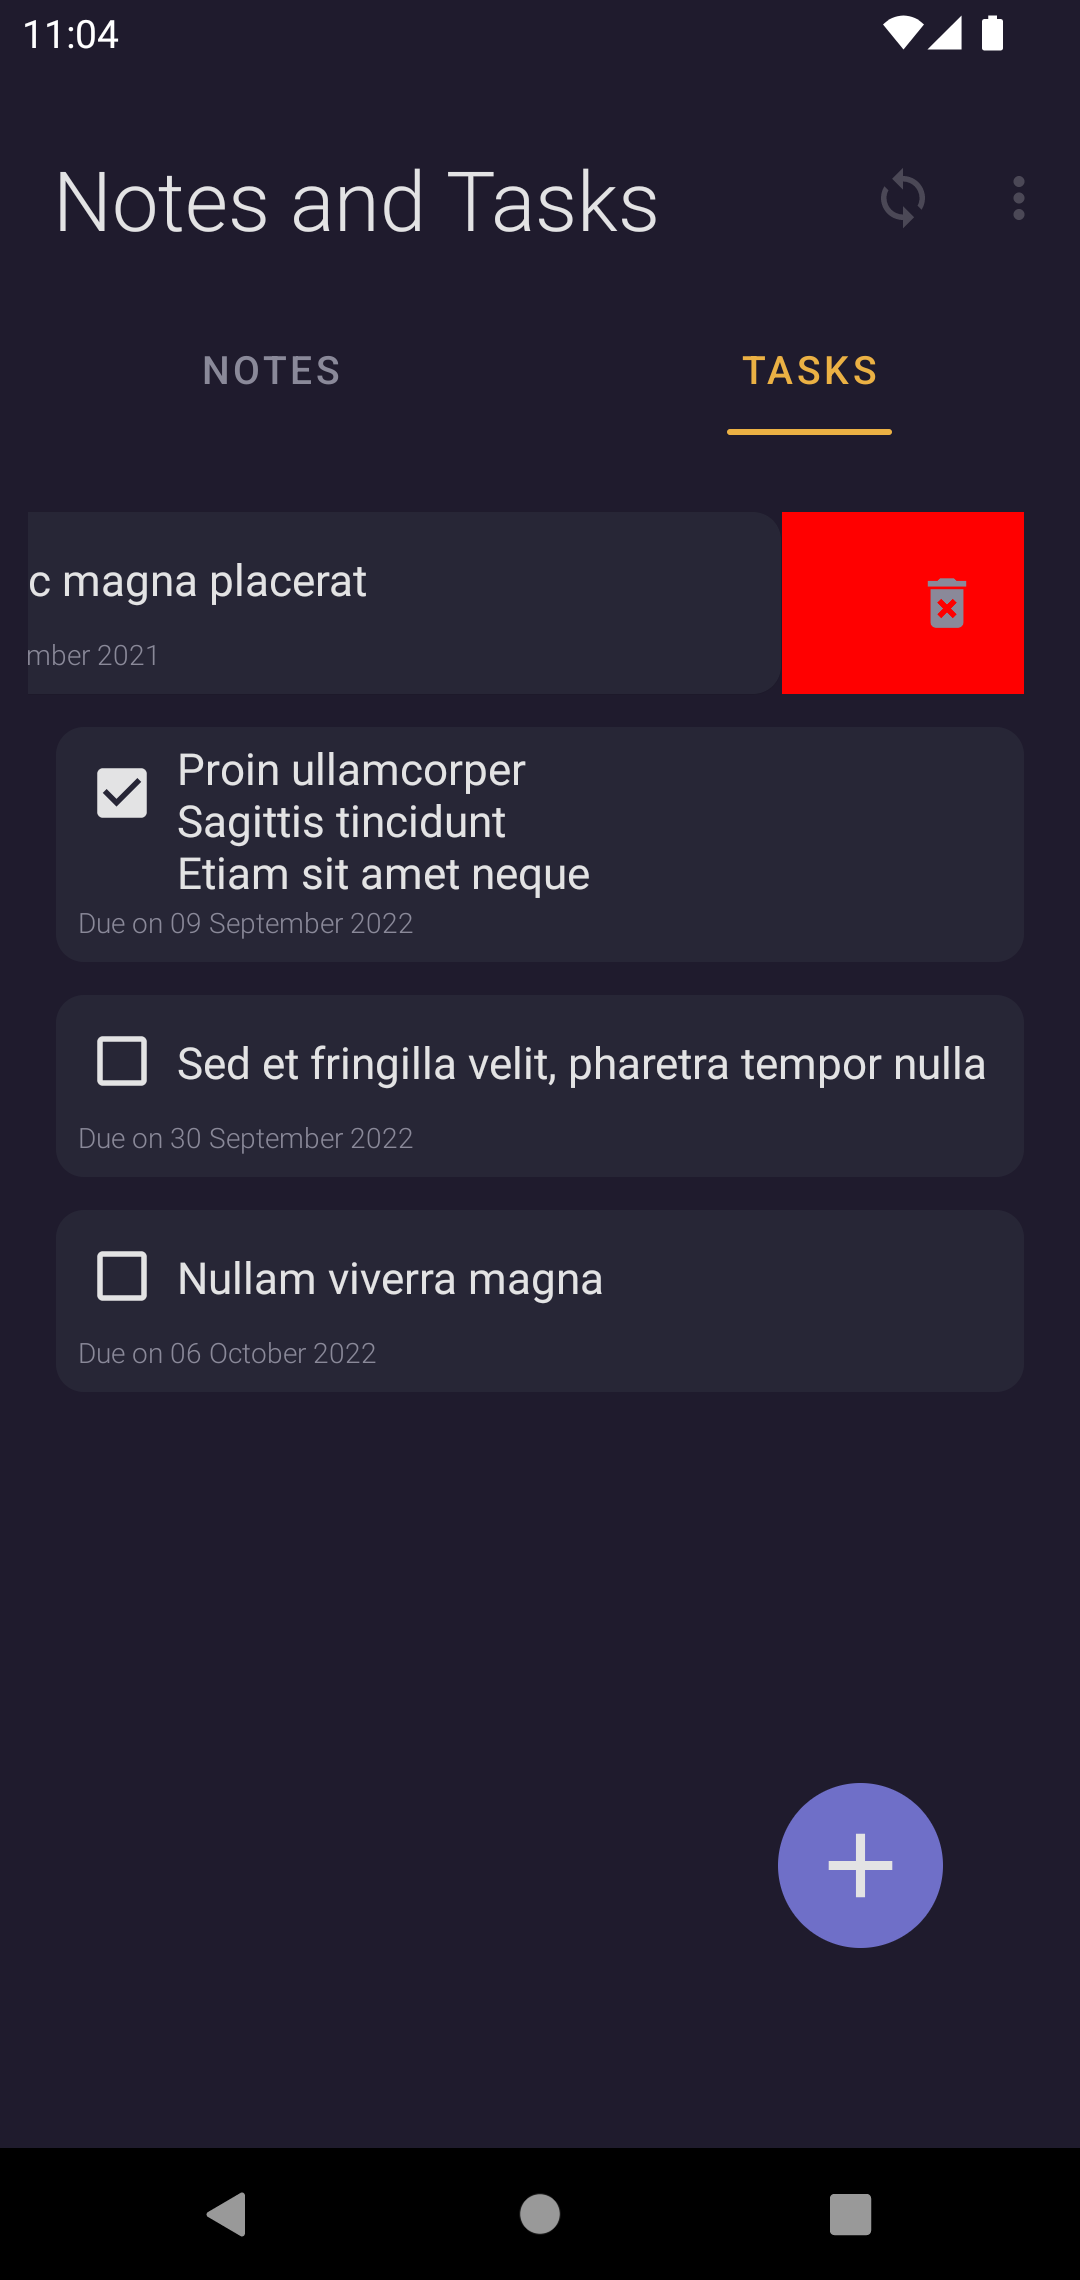 11:04
Notes and Tasks
NOTES
TASKS
c magna placerat
mber 2021
Proin ullamcorper
Sagittis tincidunt
Etiam sit amet neque
Due on 09 September 2022
Sed et fringilla velit, pharetra tempor nulla
Due on 30 September 2022
Nullam viverra magna
Due on 06 October 2022